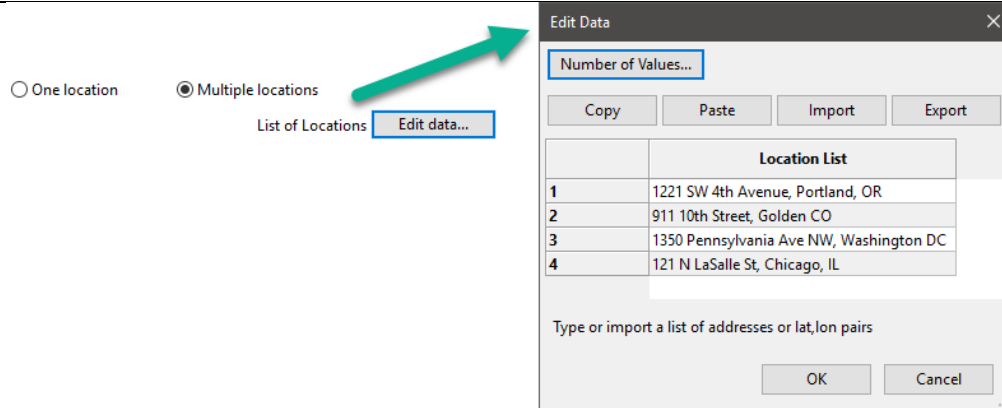 One location
Multiple locations
List of Locations
Edit data...
Edit Data
Number of Values...
Copy
Paste
Import
Export
Location List
1 1221 SW 4th Avenue, Portland, OR
2 911 10th Street, Golden CO
3 1350 Pennsylvania Ave NW, Washington DC
4 121 N LaSalle St, Chicago, IL
Type or import a list of addresses or lat,lon pairs
OK
Cancel